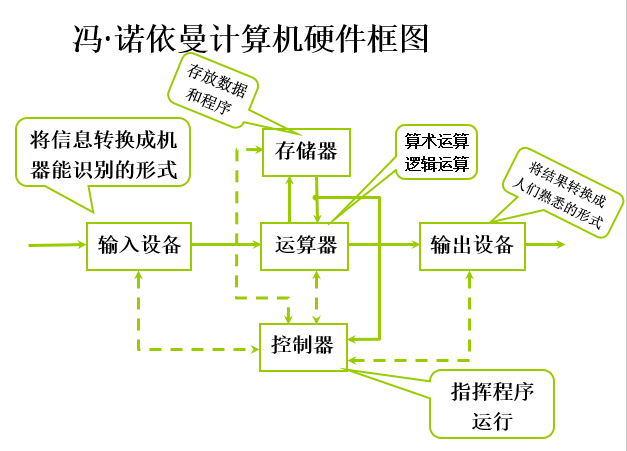 冯·诺依曼计算机硬件框图
存放数据
和程序
将信息转换成机
器能识别的形式
存储器
算术运算
逻辑运算
将结果转换成
人们熟悉的形式
输入设备
运算器
输出设备
控制器
指挥程序
运行